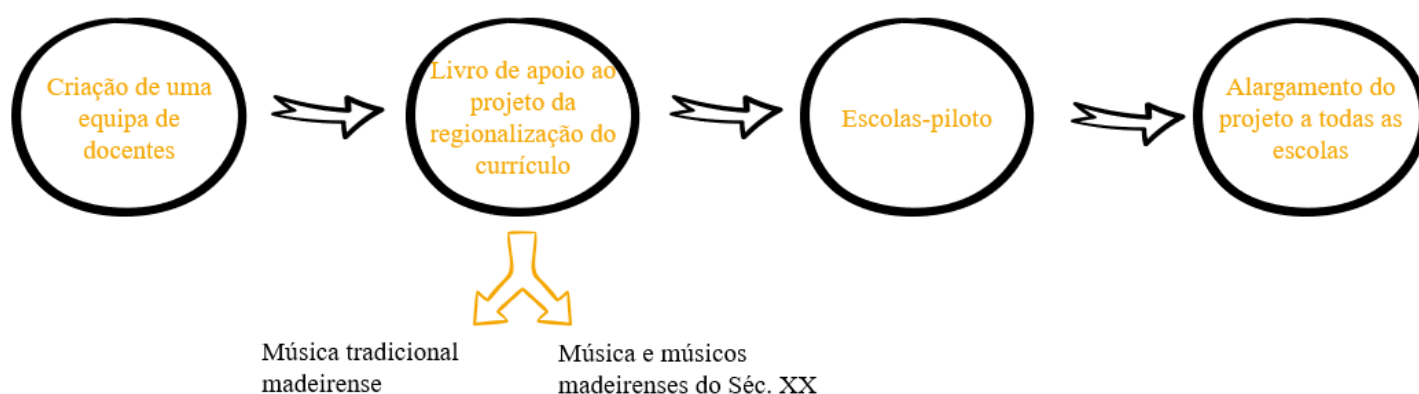 Criação de uma
equipa de
docentes
Livro de apoio ao
projeto da
regionalização do
currículo
Escolas-piloto
Alargamento do
projeto a todas as
escolas
Música tradicional
madeirense
Música e músicos
madeirenses do Séc. XX